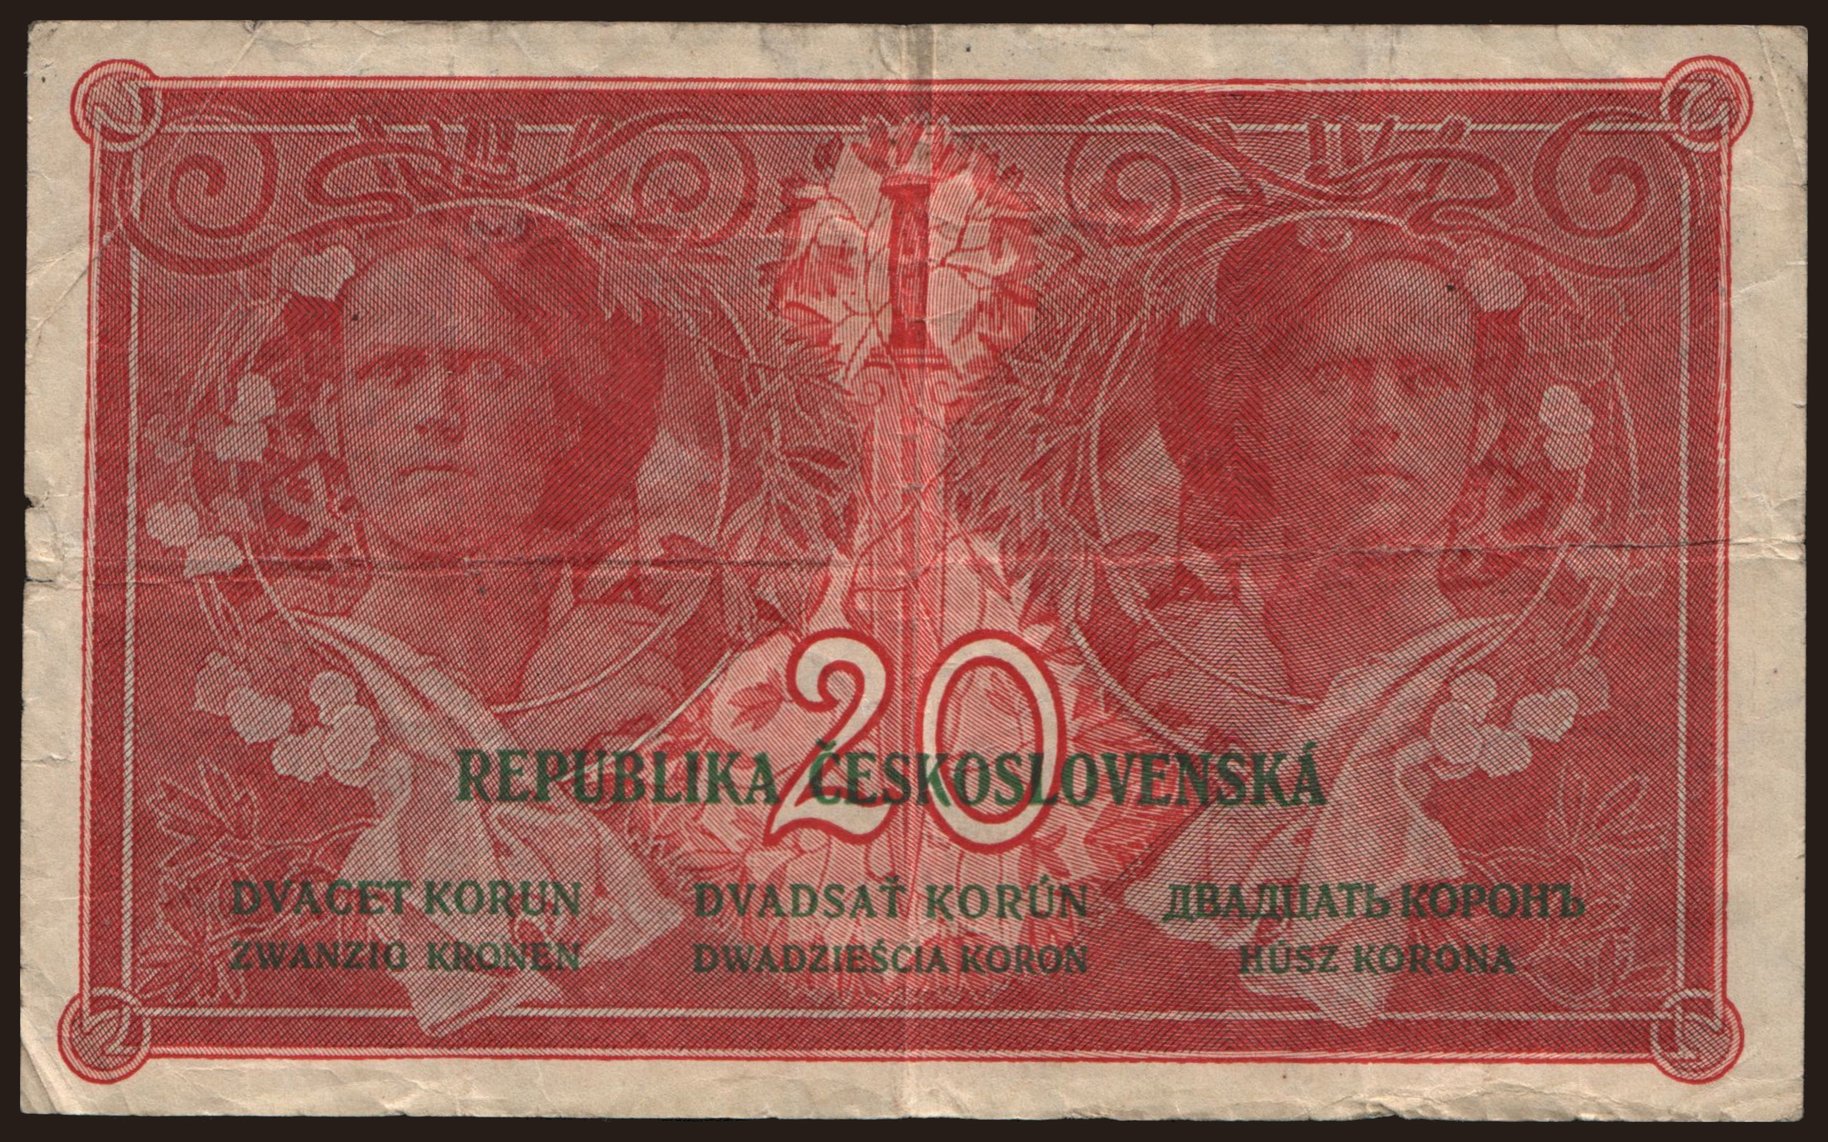 20
REPUBLIKA ČESKOSLOVENSKÁ
DVACET KORUN DVADSAŤ KORÚN ДВАДЦАТЬ КОРОНЪ
ZWANZIG KRONEN DWADZIEŚCIA KORON HÚSZ KORONA